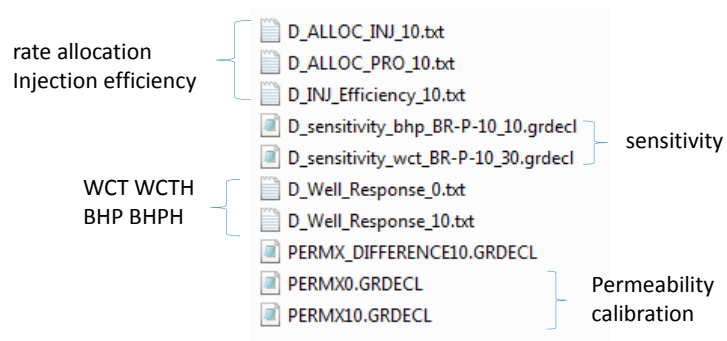 rate allocation
Injection efficiency
D_ALLOC_INJ_10.txt
D_ALLOC_PRO_10.txt
D_INJ_Efficiency_10.txt
D_sensitivity_bhp_BR-P-10_10.grdecl
D_sensitivity_wct_BR-P-10_30.grdecl
sensitivity
WCT WCTH
BHP BHPH
D_Well_Response_0.txt
D_Well_Response_10.txt
PERMX_DIFFERENCE10.GRDECL
PERMX0.GRDECL
PERMX10.GRDECL
Permeability
calibration